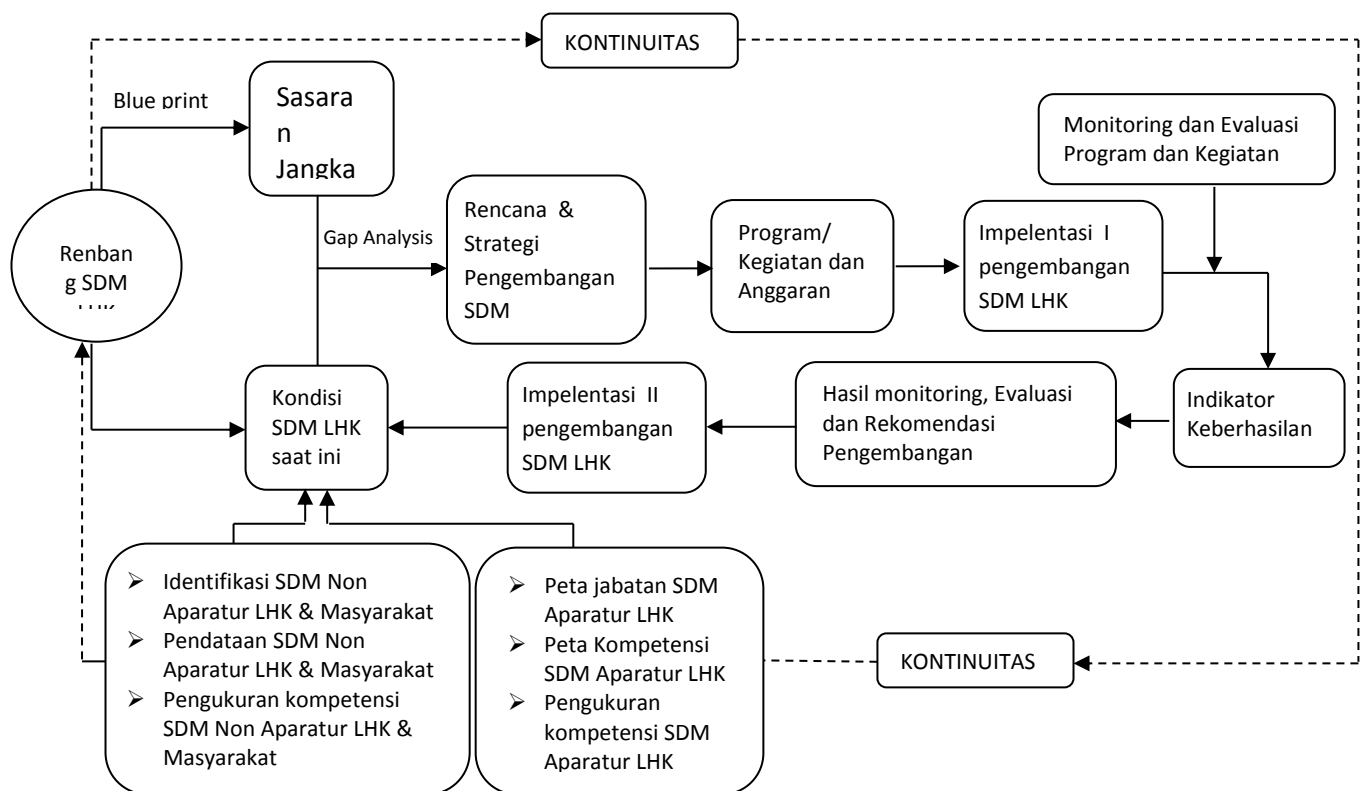 KONTINUITAS
Blue print
Sasara
n
Jangka
Monitoring dan Evaluasi
Program dan Kegiatan
Renban
g SDM
LHK
Gap Analysis
Rencana &
Strategi
Pengembangan
SDM
Program/
Kegiatan dan
Anggaran
Impelentasi I
pengembangan
SDM LHK
Kondisi
SDM LHK
saat ini
Impelentasi II
pengembangan
SDM LHK
Hasil monitoring, Evaluasi
dan Rekomendasi
Pengembangan
Indikator
Keberhasilan
➢ Identifikasi SDM Non
Aparatur LHK & Masyarakat
➢ Pendataan SDM Non
Aparatur LHK & Masyarakat
➢ Pengukuran kompetensi
SDM Non Aparatur LHK &
Masyarakat
➢ Peta jabatan SDM
Aparatur LHK
➢ Peta Kompetensi
SDM Aparatur LHK
➢ Pengukuran
kompetensi SDM
Aparatur LHK
KONTINUITAS